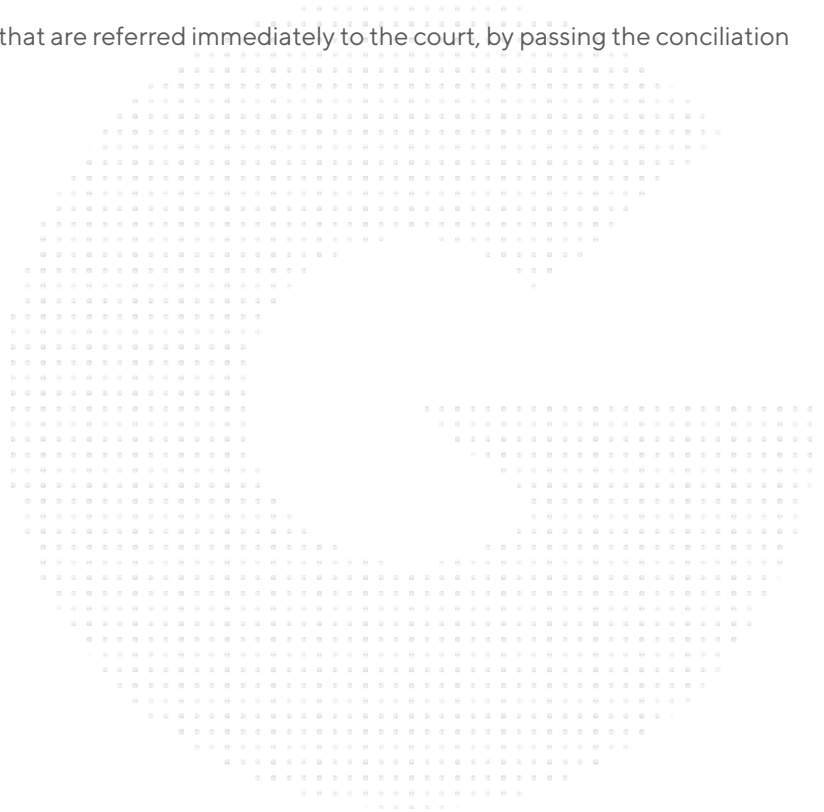 that are referred immediately to the court, by passing the conciliation